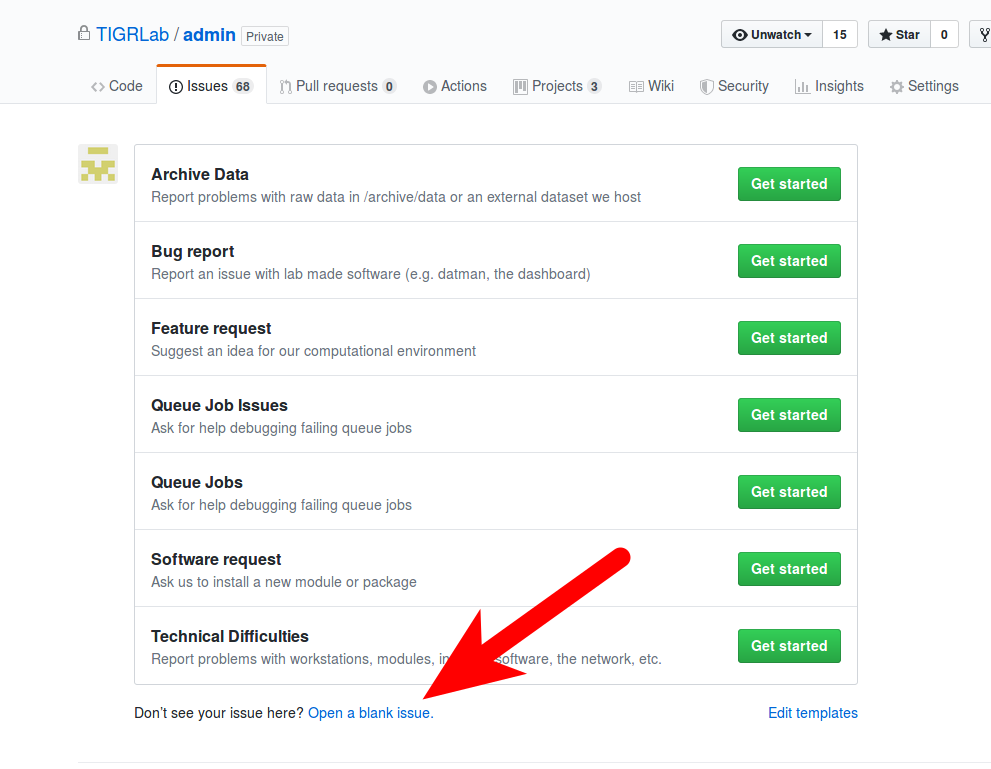 TIGRLab / admin Private
Unwatch 15 Star 0
Code Issues 68 Pull requests 0 Actions Projects 3 Wiki Security Insights Settings
Archive Data
Report problems with raw data in /archive/data or an external dataset we host
Get started
Bug report
Report an issue with lab made software (e.g. datman, the dashboard)
Get started
Feature request
Suggest an idea for our computational environment
Get started
Queue Job Issues
Ask for help debugging failing queue jobs
Get started
Queue Jobs
Ask for help debugging failing queue jobs
Get started
Software request
Ask us to install a new module or package
Get started
Technical Difficulties
Report problems with workstations, modules, software, the network, etc.
Get started
Don’t see your issue here? Open a blank issue.
Edit templates